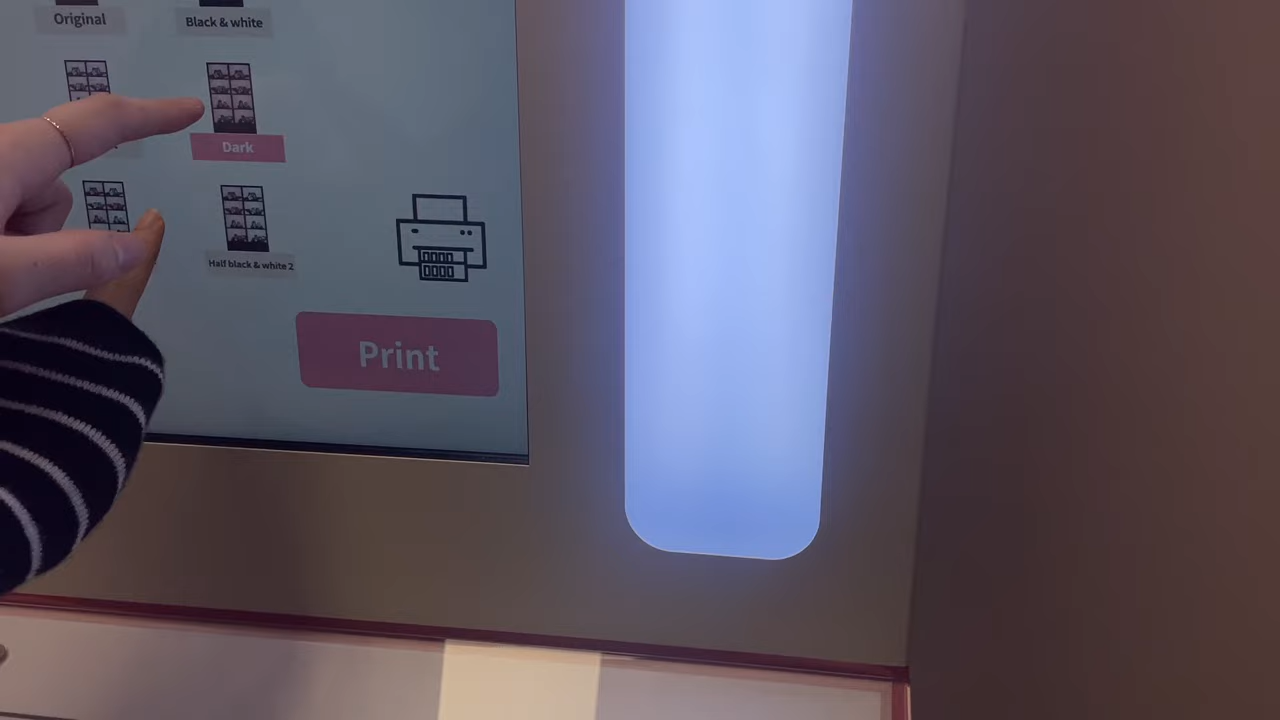 Original
Black & white
Dark
Half black & white 2
Print